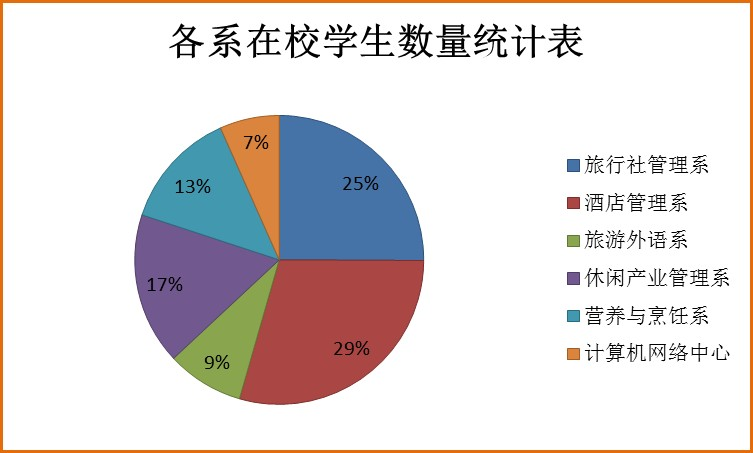 各系在校学生数量统计表
7%
25%
13%
17%
29%
9%
旅行社管理系
酒店管理系
旅游外语系
休闲产业管理系
营养与烹饪系
计算机网络中心